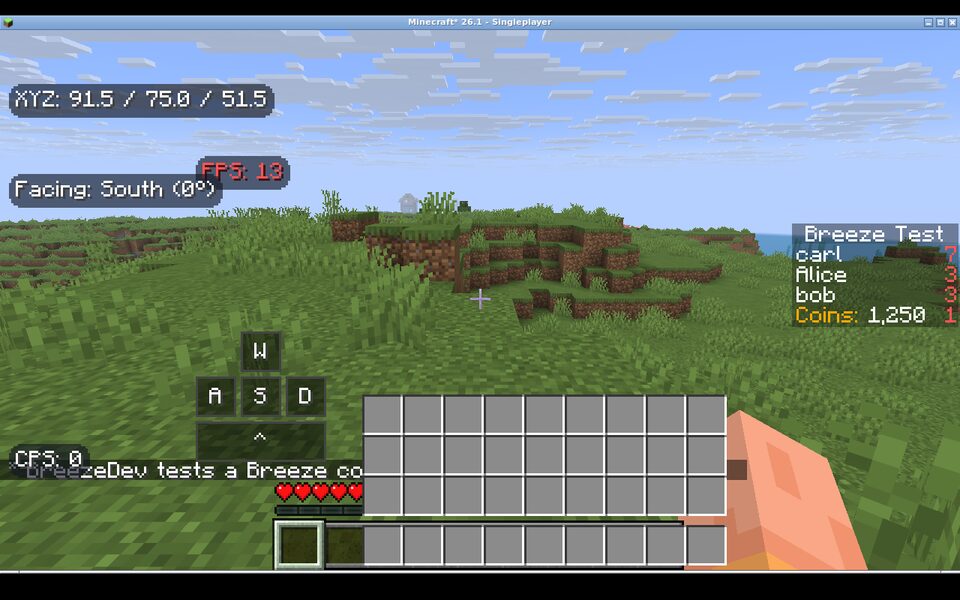 Minecraft* 26.1 - Singleplayer
XYZ: 91.5 / 75.0 / 51.5
FPS: 13
Facing: South (0°)
Breeze Test
carl 7
Alice 3
bob 3
Coins: 1,250 1
W
A S D
^
CPS: 0
BreezeDev tests a Breeze co